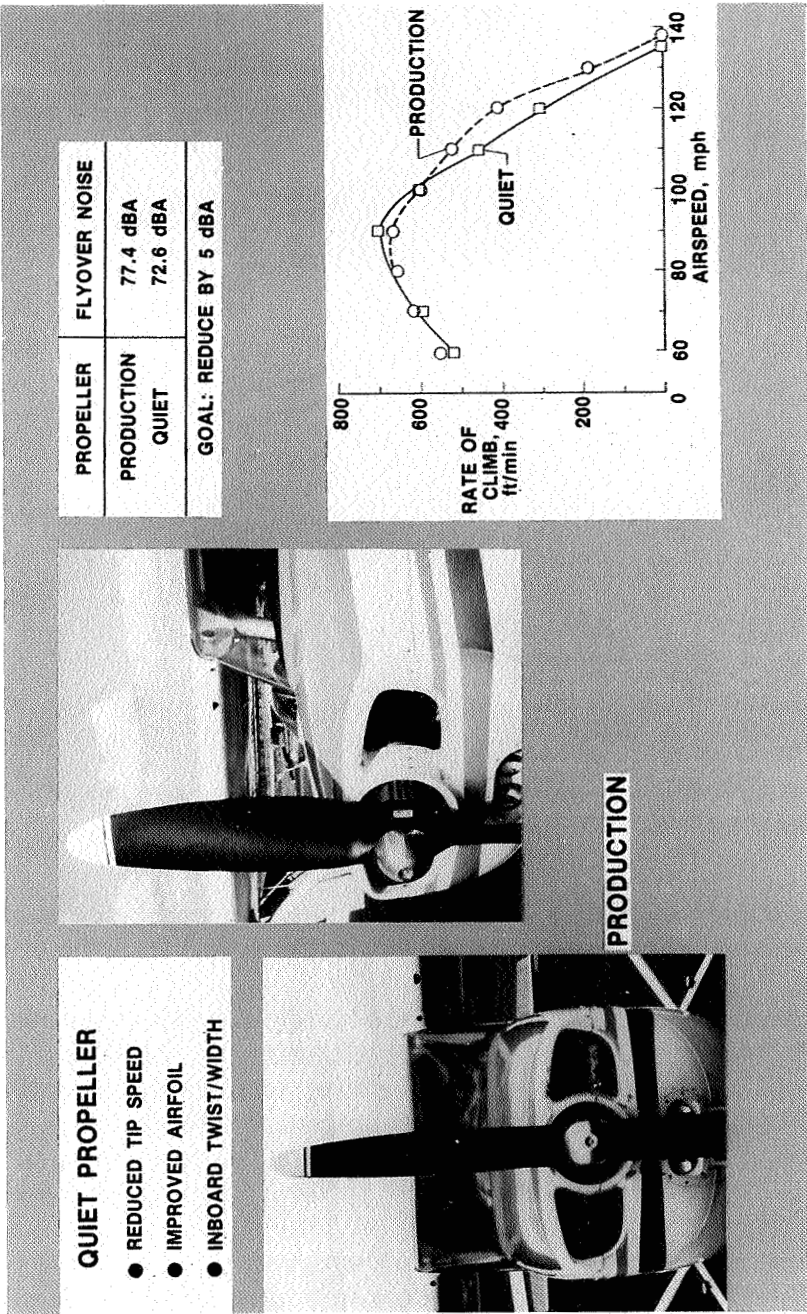 QUIET PROPELLER
● REDUCED TIP SPEED
● IMPROVED AIRFOIL
● INBOARD TWIST/WIDTH
PRODUCTION
PROPELLER FLYOVER NOISE
PRODUCTION 77.4 dBA
QUIET 72.6 dBA
GOAL: REDUCE BY 5 dBA
800
600
400
200
RATE OF
CLIMB,
ft/min
PRODUCTION
QUIET
0 60 80 100 120 140
AIRSPEED, mph